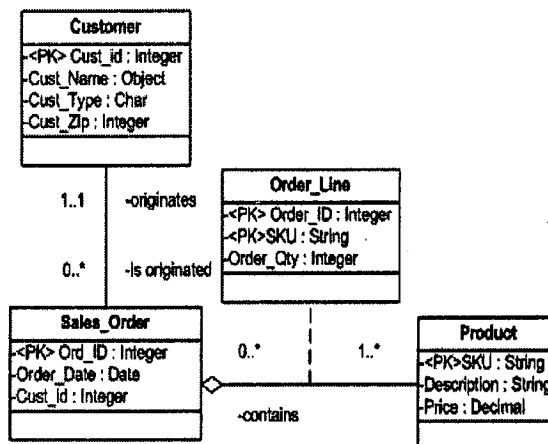 Customer
-<PK> Cust_id : Integer
-Cust_Name : Object
-Cust_Type : Char
-Cust_Zip : Integer
1..1 -originates
0..* -is originated
Order_Line
-<PK> Order_ID : Integer
-<PK>SKU : String
-Order_Qty : Integer
Sales_Order
-<PK> Ord_ID : Integer
-Order_Date : Date
-Cust_id : Integer
0..* 1..*
-contains
Product
-<PK>SKU : String
-Description : String
-Price : Decimal